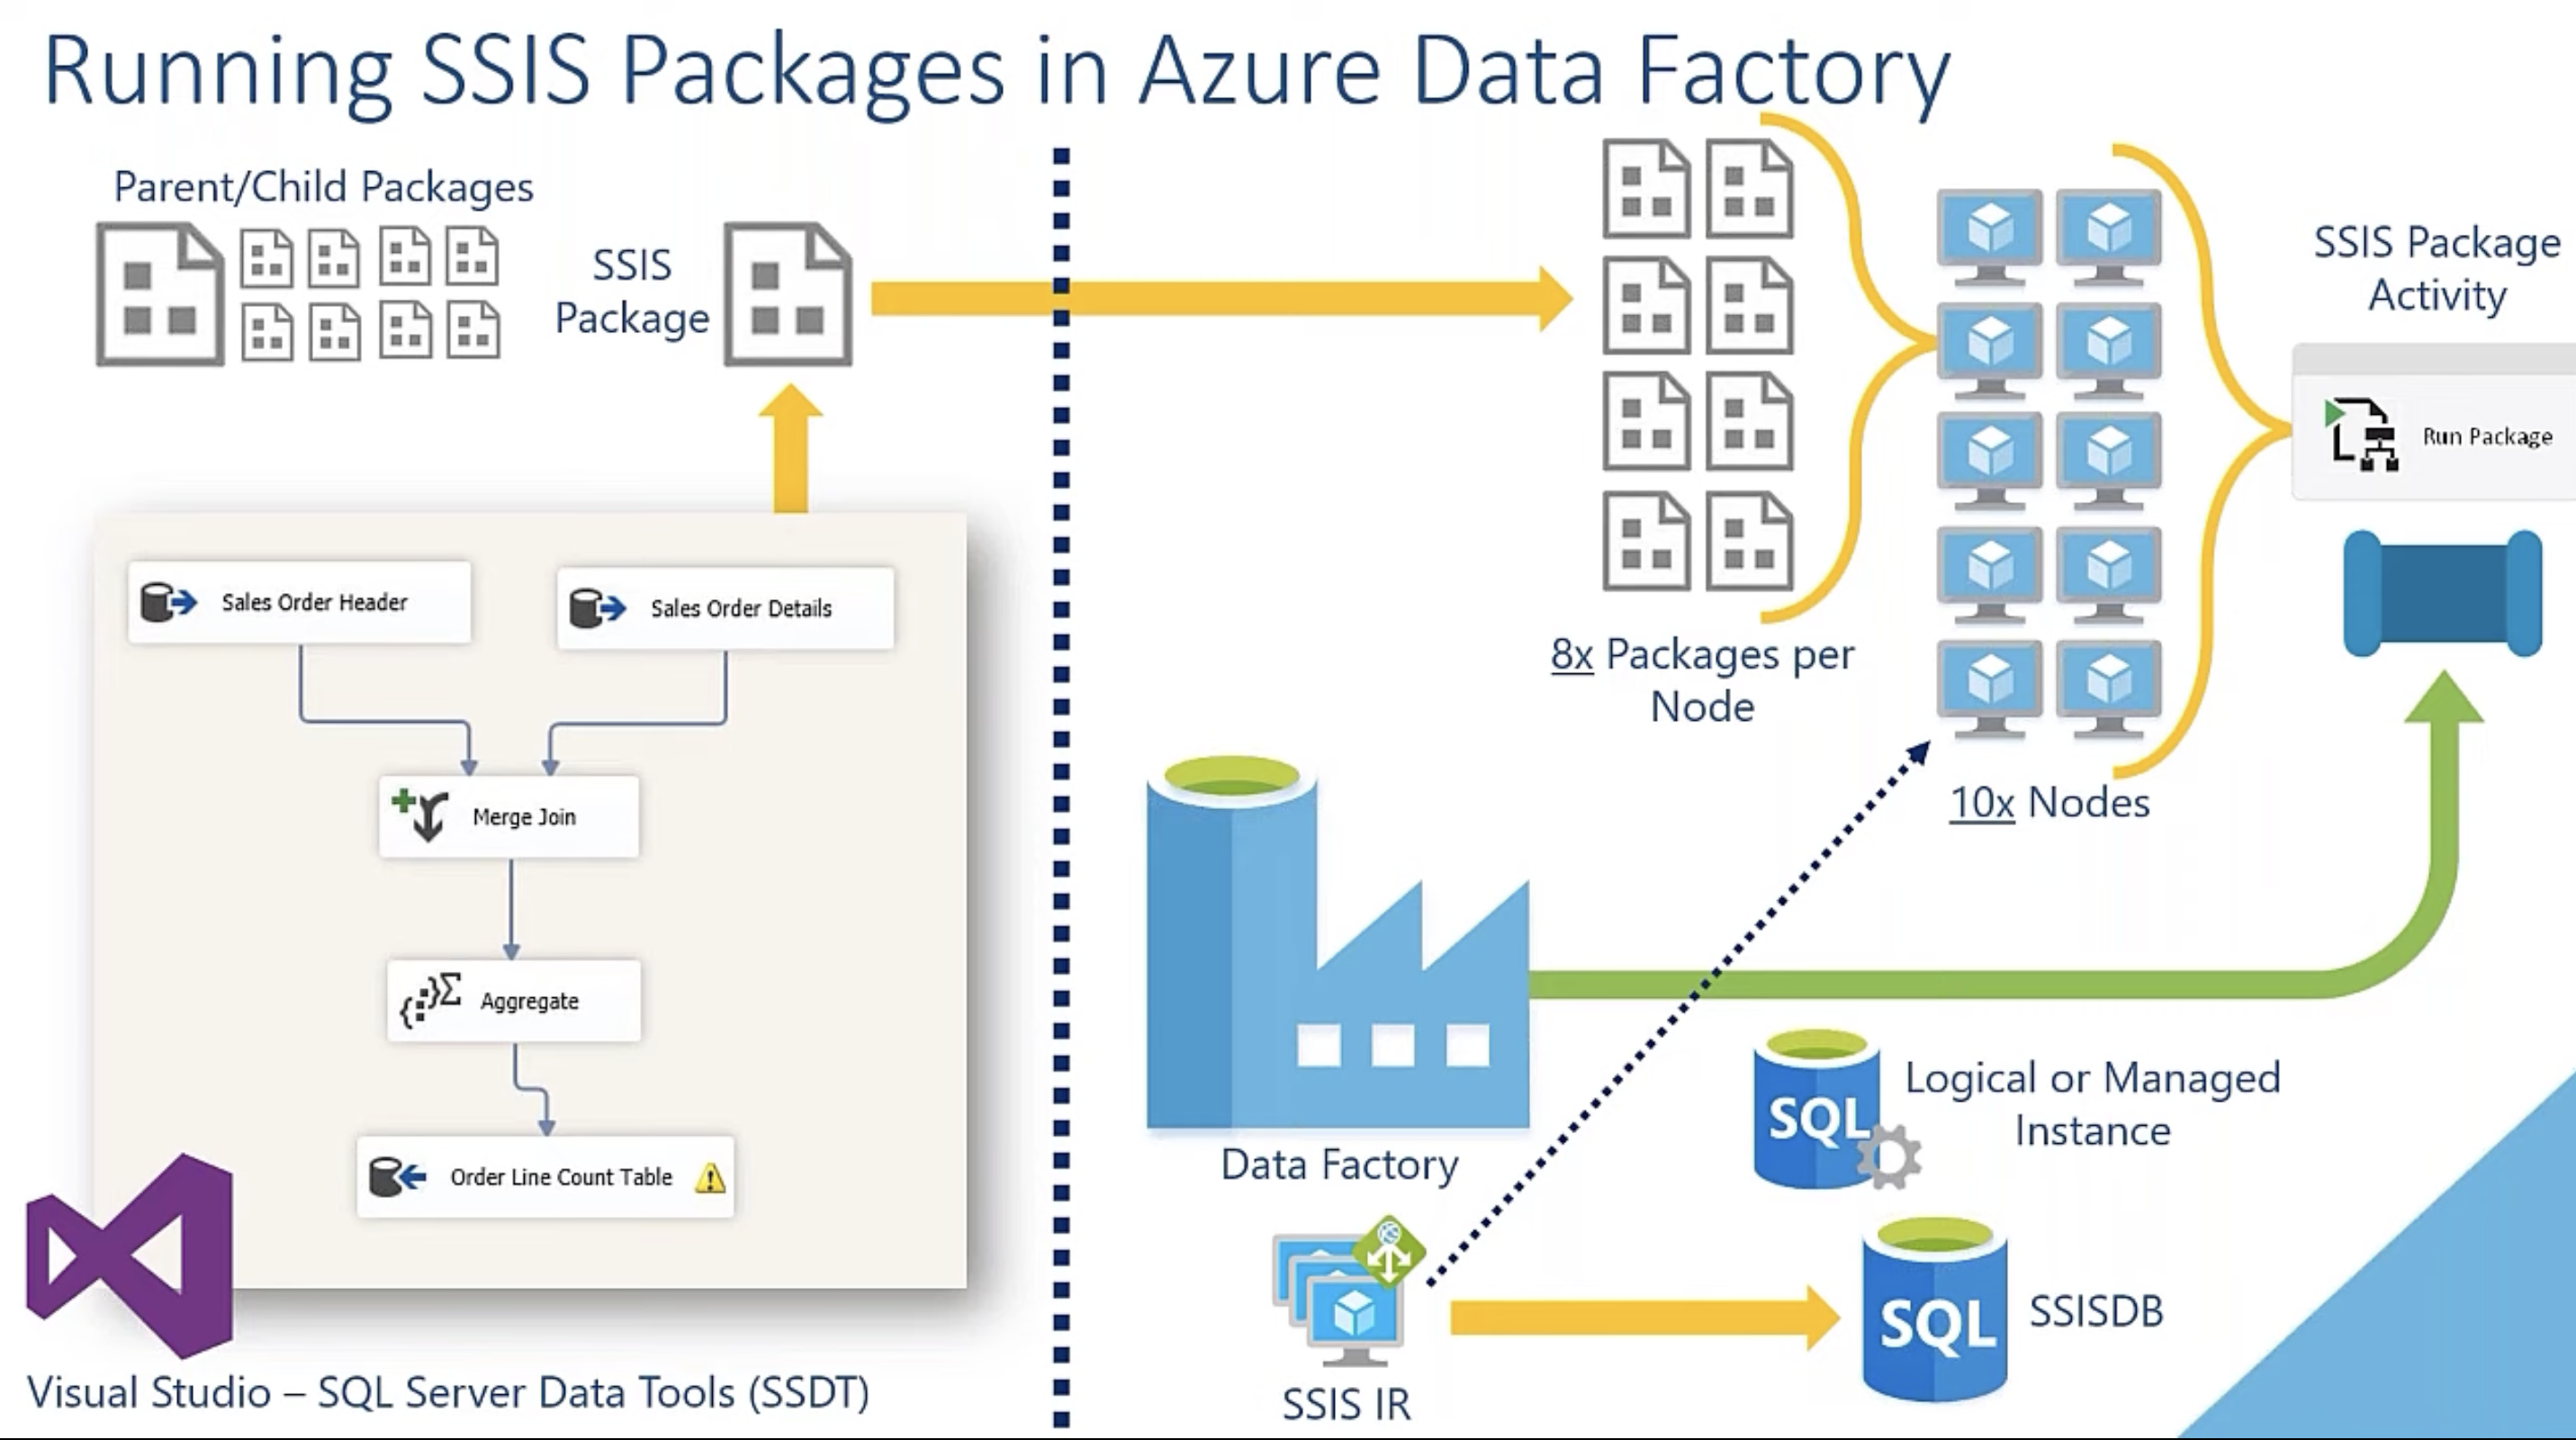 Running SSIS Packages in Azure Data Factory
Parent/Child Packages
SSIS
Package
Sales Order Header
Sales Order Details
Merge Join
Aggregate
Order Line Count Table
Visual Studio – SQL Server Data Tools (SSDT)
8x Packages per
Node
10x Nodes
SSIS Package
Activity
Run Package
Data Factory
SQL
Logical or Managed
Instance
SSIS IR
SQL
SSISDB